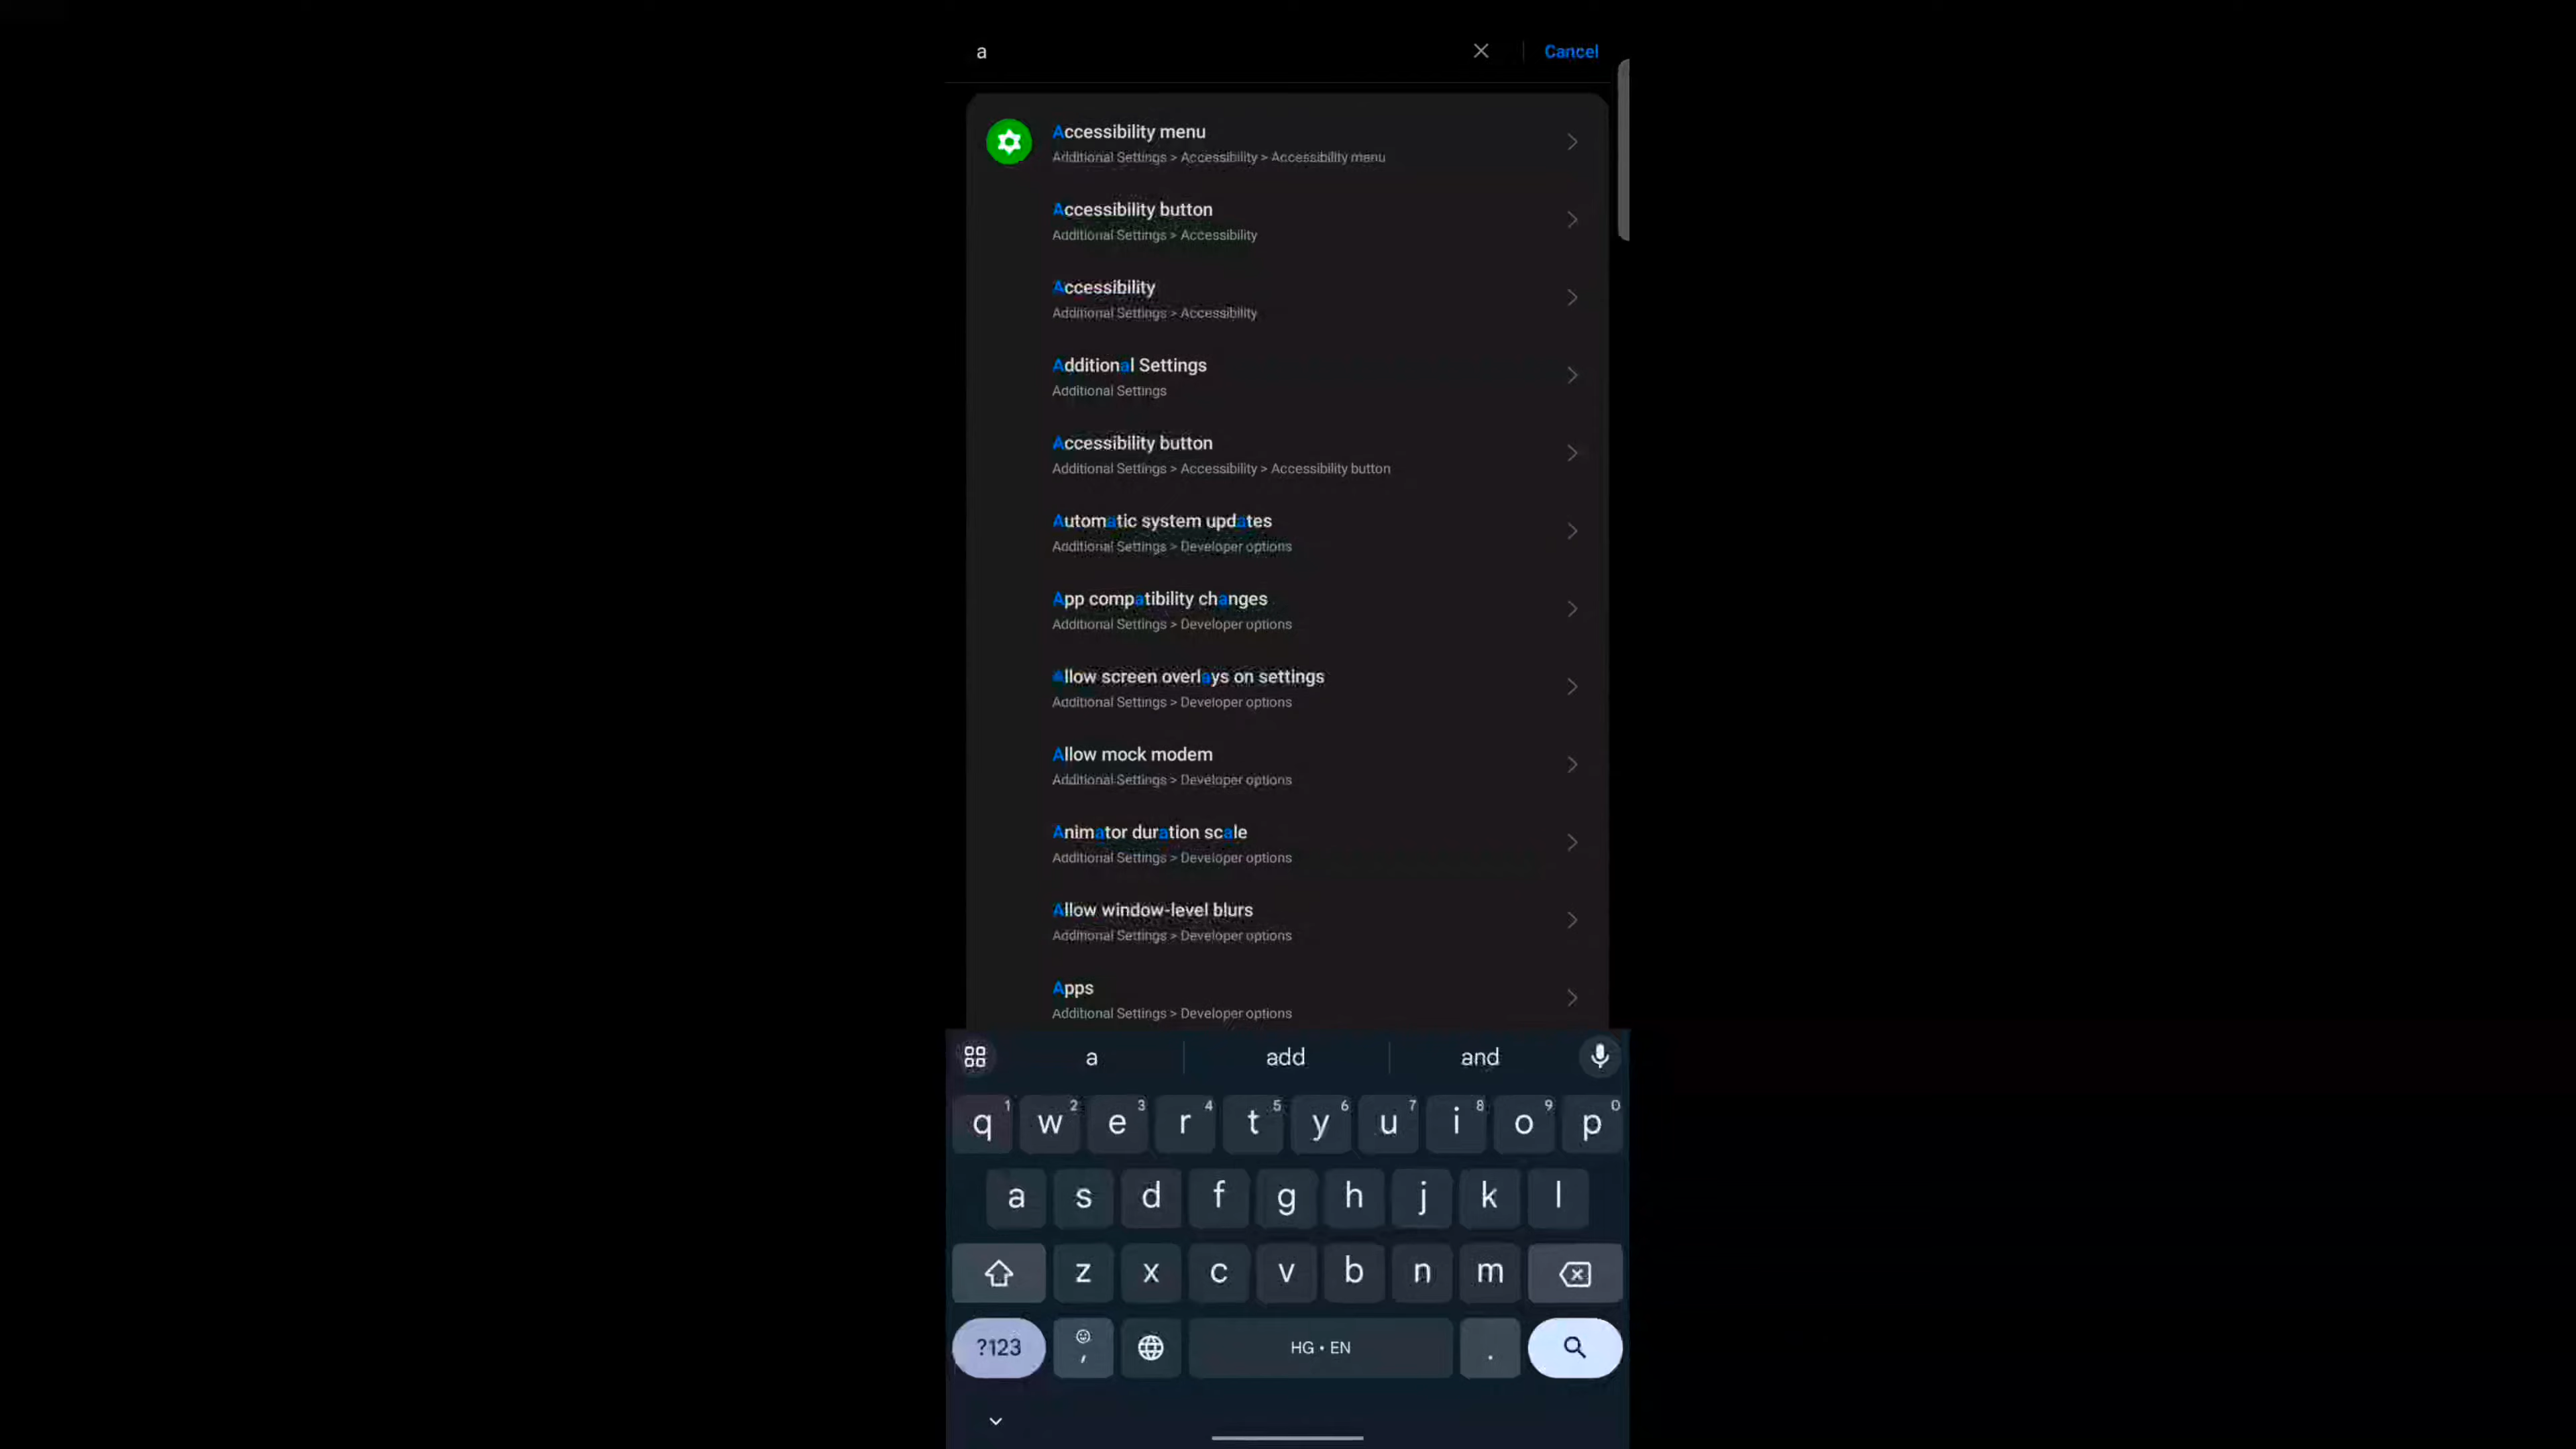 a
Cancel
Accessibility menu
Additional Settings > Accessibility > Accessibility menu
Accessibility button
Additional Settings > Accessibility
Accessibility
Additional Settings > Accessibility
Additional Settings
Additional Settings
Accessibility button
Additional Settings > Accessibility > Accessibility button
Automatic system updates
Additional Settings > Developer options
App compatibility changes
Additional Settings > Developer options
Allow screen overlays on settings
Additional Settings > Developer options
Allow mock modem
Additional Settings > Developer options
Animator duration scale
Additional Settings > Developer options
Allow window-level blurs
Additional Settings > Developer options
Apps
Additional Settings > Developer options
a add and
q 1 w 2 e 3 r 4 t 5 y 6 u 7 i 8 o 9 p 0
a s d f g h j k l
z x c v b n m
?123 , HG • EN .